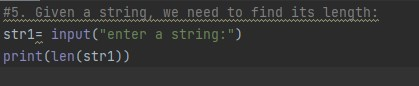 #5. Given a string, we need to find its length:
str1= input("enter a string:")
print(len(str1))